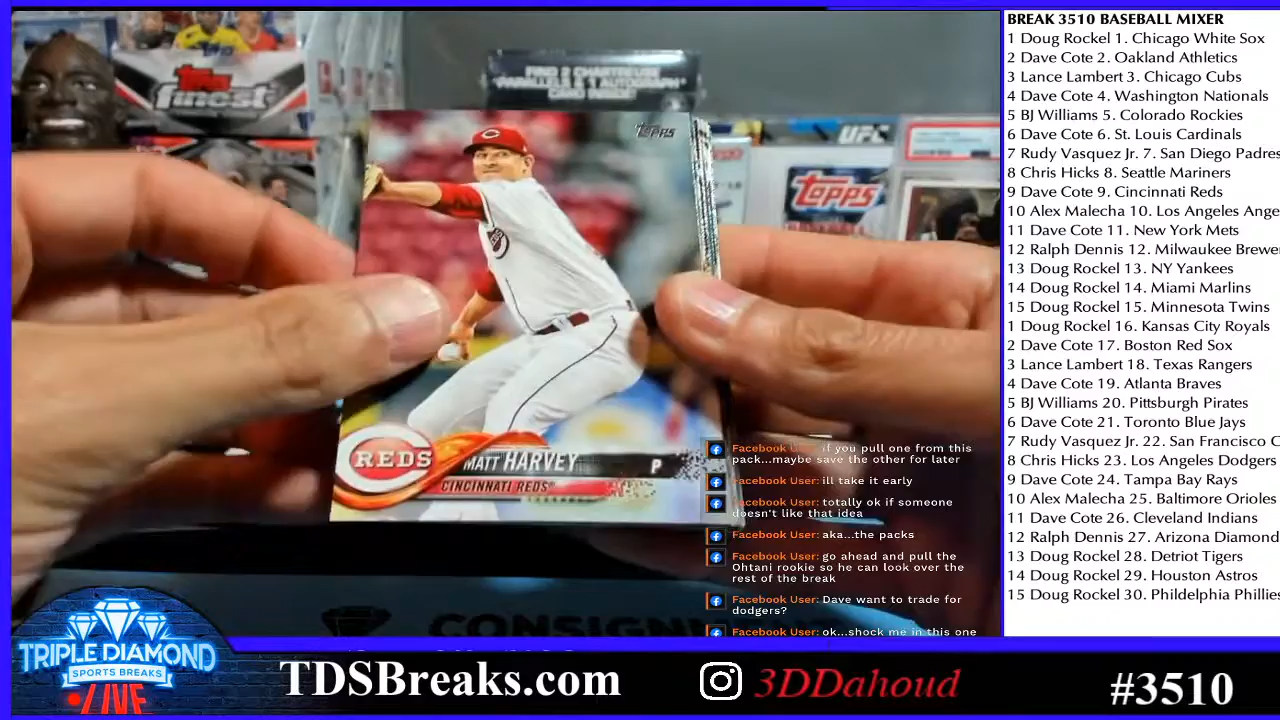 BREAK 3510 BASEBALL MIXER
1 Doug Rockel 1. Chicago White Sox
2 Dave Cote 2. Oakland Athletics
3 Lance Lambert 3. Chicago Cubs
4 Dave Cote 4. Washington Nationals
5 BJ Williams 5. Colorado Rockies
6 Dave Cote 6. St. Louis Cardinals
7 Rudy Vasquez Jr. 7. San Diego Padres
8 Chris Hicks 8. Seattle Mariners
9 Dave Cote 9. Cincinnati Reds
10 Alex Malecha 10. Los Angeles Ange
11 Dave Cote 11. New York Mets
12 Ralph Dennis 12. Milwaukee Brewe
13 Doug Rockel 13. NY Yankees
14 Doug Rockel 14. Miami Marlins
15 Doug Rockel 15. Minnesota Twins
1 Doug Rockel 16. Kansas City Royals
2 Dave Cote 17. Boston Red Sox
3 Lance Lambert 18. Texas Rangers
4 Dave Cote 19. Atlanta Braves
5 BJ Williams 20. Pittsburgh Pirates
6 Dave Cote 21. Toronto Blue Jays
7 Rudy Vasquez Jr. 22. San Francisco G
8 Chris Hicks 23. Los Angeles Dodgers
9 Dave Cote 24. Tampa Bay Rays
10 Alex Malecha 25. Baltimore Orioles
11 Dave Cote 26. Cleveland Indians
12 Ralph Dennis 27. Arizona Diamond
13 Doug Rockel 28. Detriot Tigers
14 Doug Rockel 29. Houston Astros
15 Doug Rockel 30. Phildelphia Phillies
Topps
finest
FIND 2 CHARTREUSE
PARALLELS & 1 AUTOGRAPH
CARD INSIDE
UFC
TOPPS
TOPPS
REDS
REDS
MATT HARVEY
P
CINCINNATI REDS
Facebook User: if you pull one from this
pack...maybe save the other for later
Facebook User: ill take it early
Facebook User: totally ok if someone
doesn't like that idea
Facebook User: aka...the packs
Facebook User: go ahead and pull the
Ohtani rookie so he can look over the
rest of the break
Facebook User: Dave want to trade for
dodgers?
Facebook User: ok...shock me in this one
CONSIGN
TRIPLE DIAMOND
SPORTS BREAKS
LIVE
TDSBreaks.com
3DDahoud
#3510